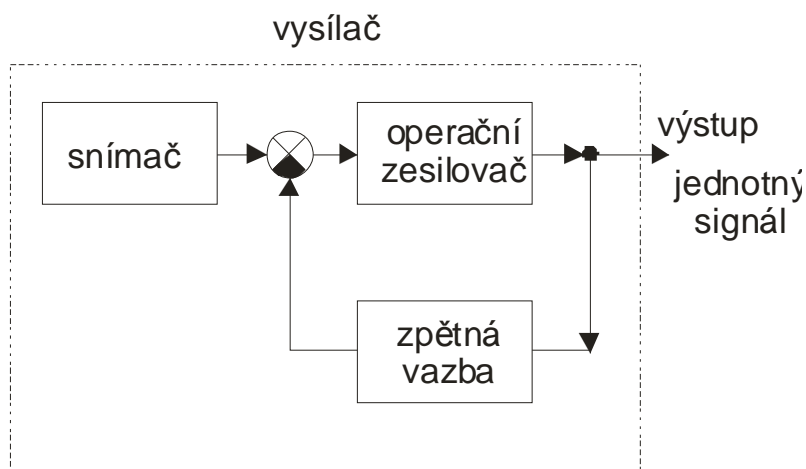 vysílač
snímač
operační
zesilovač
výstup
jednotný
signál
zpětná
vazba